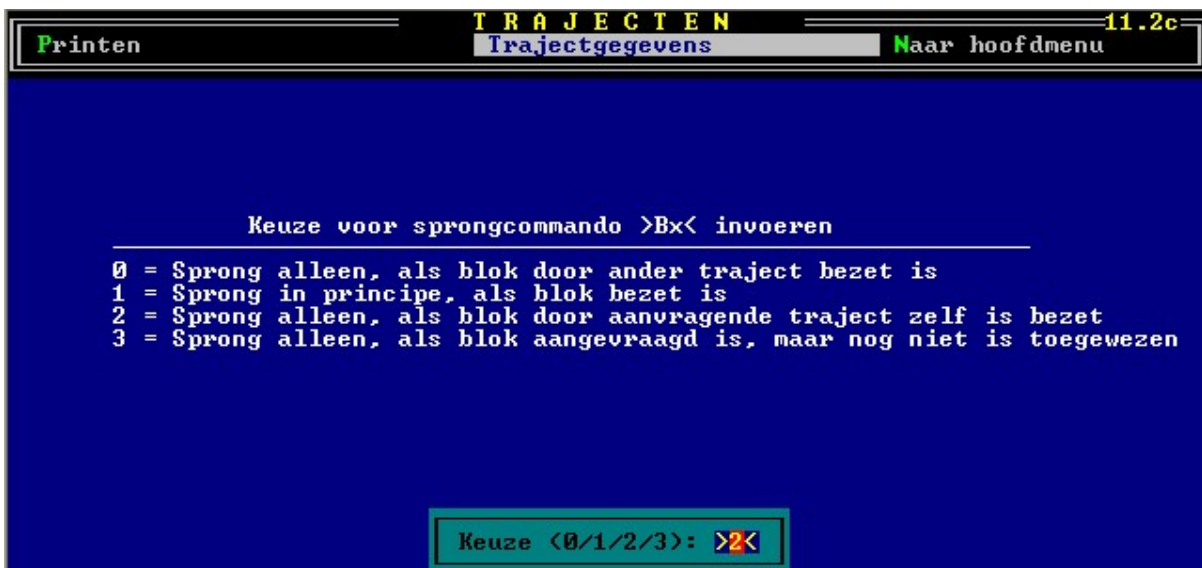 T R A J E C T E N 11.2c
Printen Trajectgegevens Naar hoofdmenu
Keuze voor sprongcommando >Bx< invoeren
0 = Sprong alleen, als blok door ander traject bezet is
1 = Sprong in principe, als blok bezet is
2 = Sprong alleen, als blok door aanvragende traject zelf is bezet
3 = Sprong alleen, als blok aangevraagd is, maar nog niet is toegewezen
Keuze (0/1/2/3): >2<